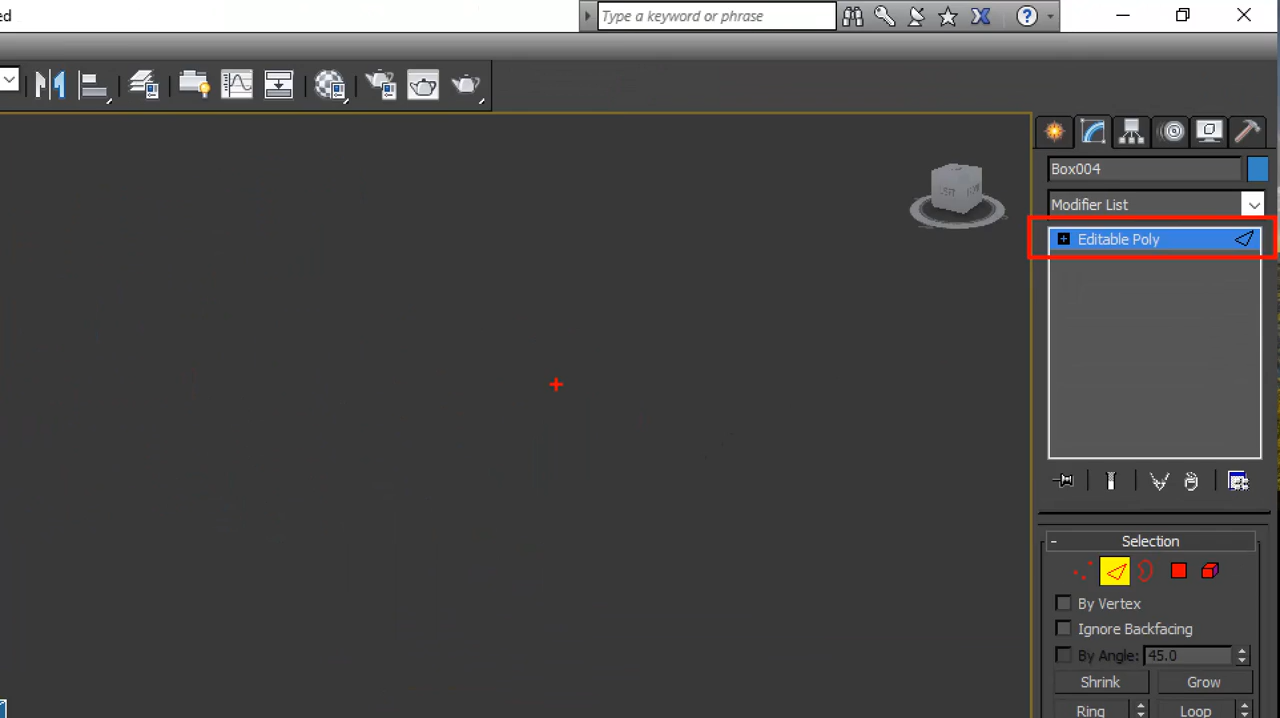 ed
Type a keyword or phrase
Box004
Modifier List
Editable Poly
Selection
By Vertex
Ignore Backfacing
By Angle: 45.0
Shrink Grow
Ring Loop